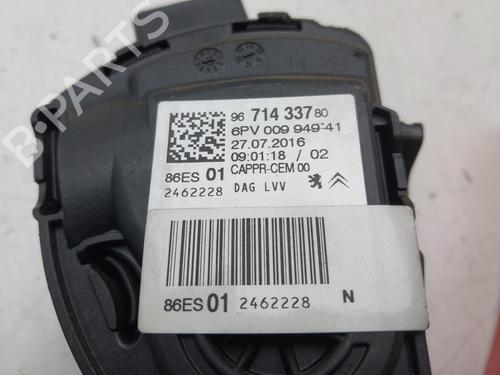 96 714 337 80
6PV 009 949-41
27.07.2016
09:01:18 / 02
CAPPR-CEM 00
86ES 01
2462228 DAG LVV
86ES 01 2462228 N
B-PARTS